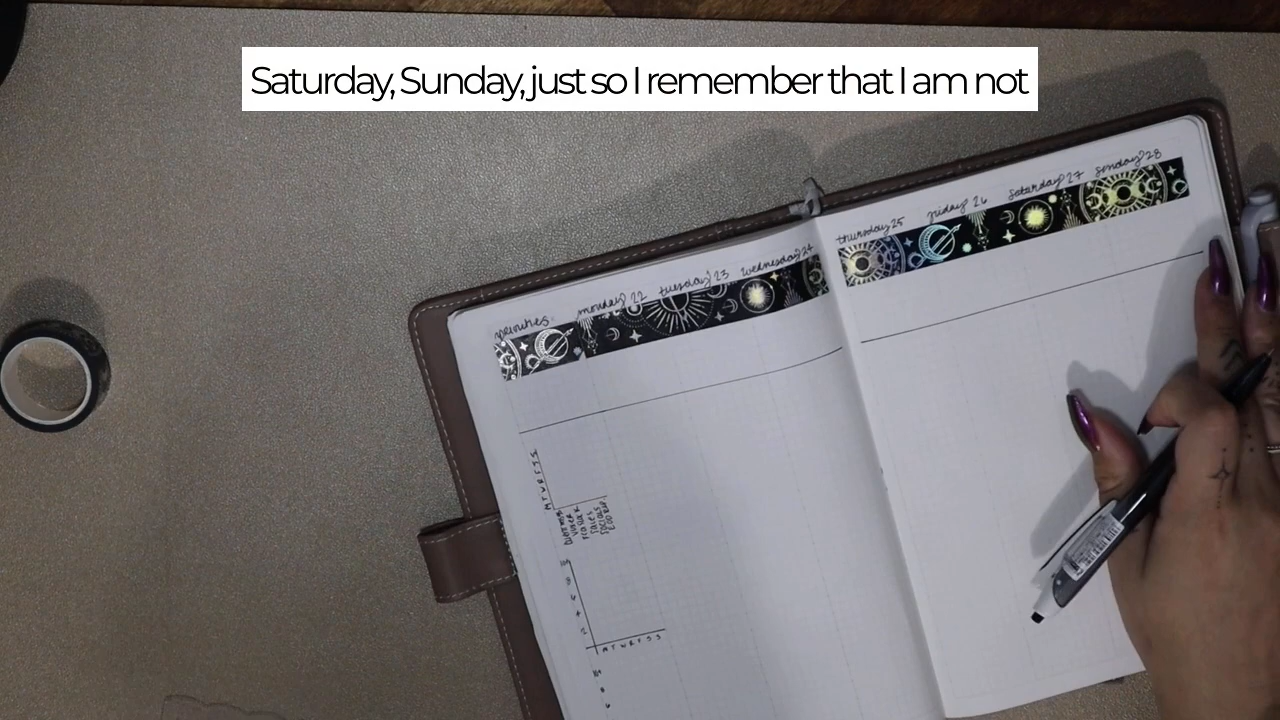 Saturday, Sunday, just so I remember that I am not
priorities
monday 22
tuesday 23
wednesday 24
thursday 25
friday 26
saturday 27
sunday 28
M T W R F S S
M T W R F S S